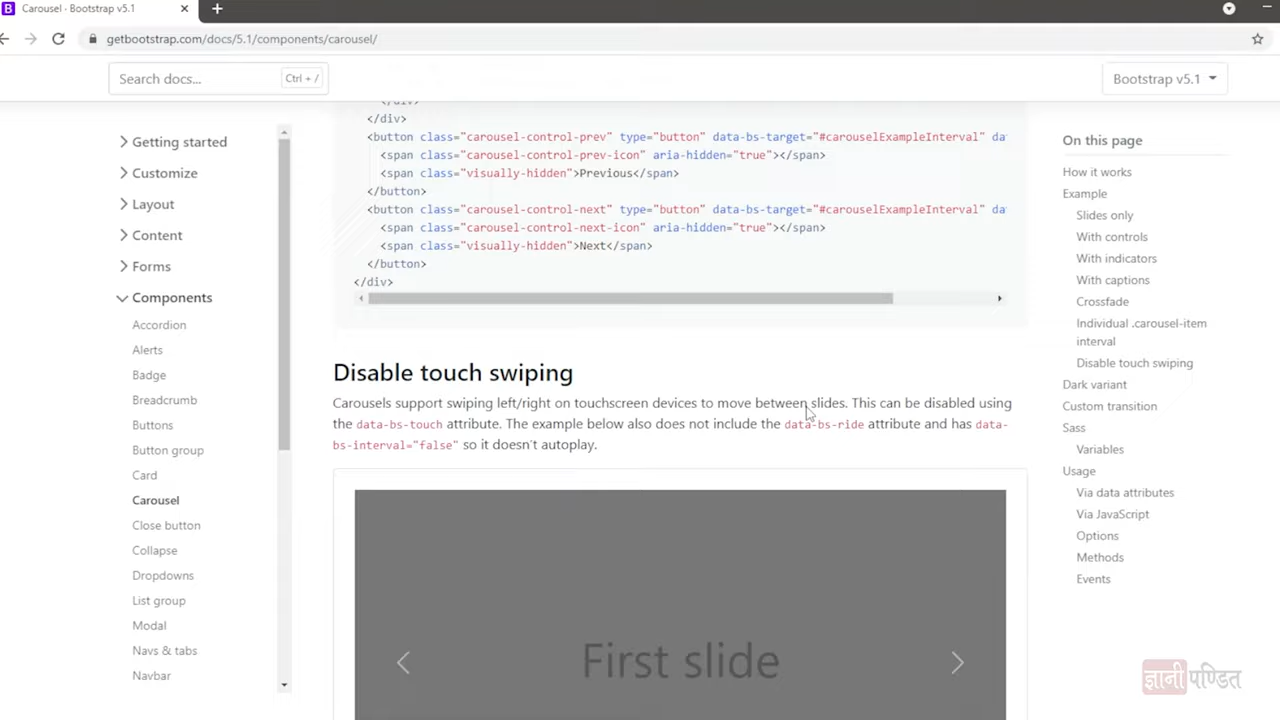 Carousel · Bootstrap v5.1
getbootstrap.com/docs/5.1/components/carousel/
Search docs...
Ctrl + /
Bootstrap v5.1
Getting started
Customize
Layout
Content
Forms
Components
Accordion
Alerts
Badge
Breadcrumb
Buttons
Button group
Card
Carousel
Close button
Collapse
Dropdowns
List group
Modal
Navs & tabs
Navbar
</div>
</div>
<button class="carousel-control-prev" type="button" data-bs-target="#carouselExampleInterval" da
<span class="carousel-control-prev-icon" aria-hidden="true"></span>
<span class="visually-hidden">Previous</span>
</button>
<button class="carousel-control-next" type="button" data-bs-target="#carouselExampleInterval" da
<span class="carousel-control-next-icon" aria-hidden="true"></span>
<span class="visually-hidden">Next</span>
</button>
</div>
Disable touch swiping
Carousels support swiping left/right on touchscreen devices to move between slides. This can be disabled using
the data-bs-touch attribute. The example below also does not include the data-bs-ride attribute and has data-
bs-interval="false" so it doesn't autoplay.
First slide
On this page
How it works
Example
Slides only
With controls
With indicators
With captions
Crossfade
Individual .carousel-item
interval
Disable touch swiping
Dark variant
Custom transition
Sass
Variables
Usage
Via data attributes
Via JavaScript
Options
Methods
Events
ज्ञानी पण्डित